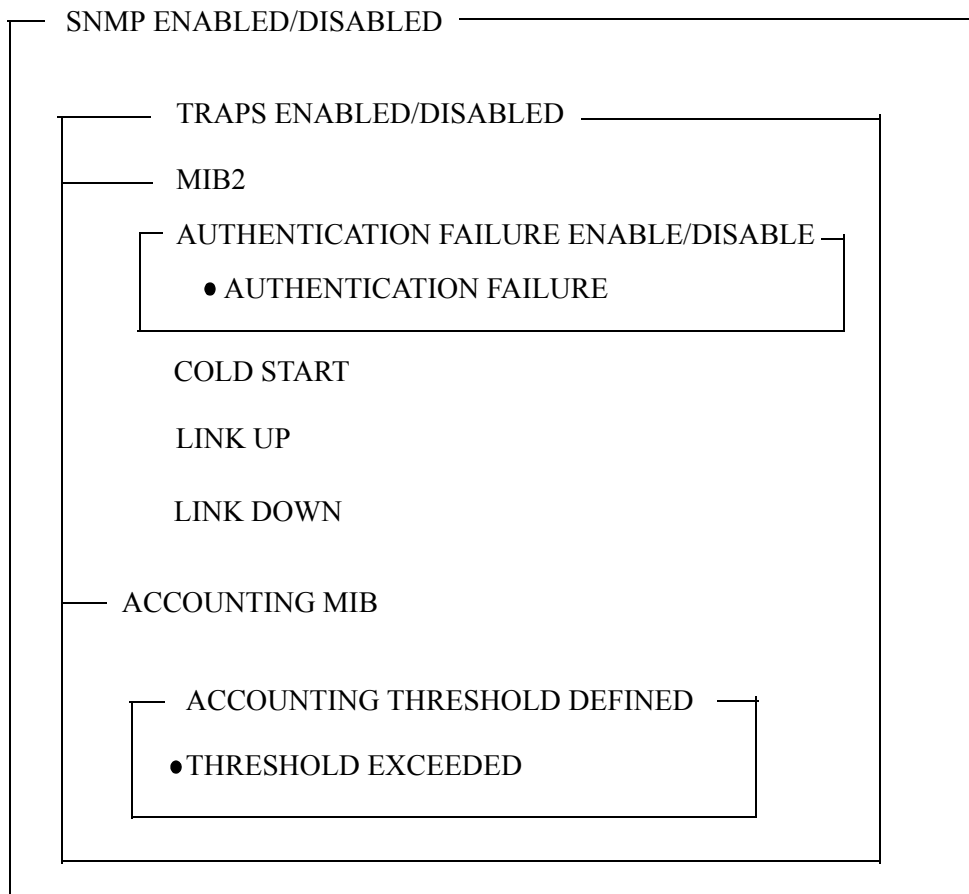 SNMP ENABLED/DISABLED
TRAPS ENABLED/DISABLED
MIB2
AUTHENTICATION FAILURE ENABLE/DISABLE
• AUTHENTICATION FAILURE
COLD START
LINK UP
LINK DOWN
ACCOUNTING MIB
ACCOUNTING THRESHOLD DEFINED
• THRESHOLD EXCEEDED